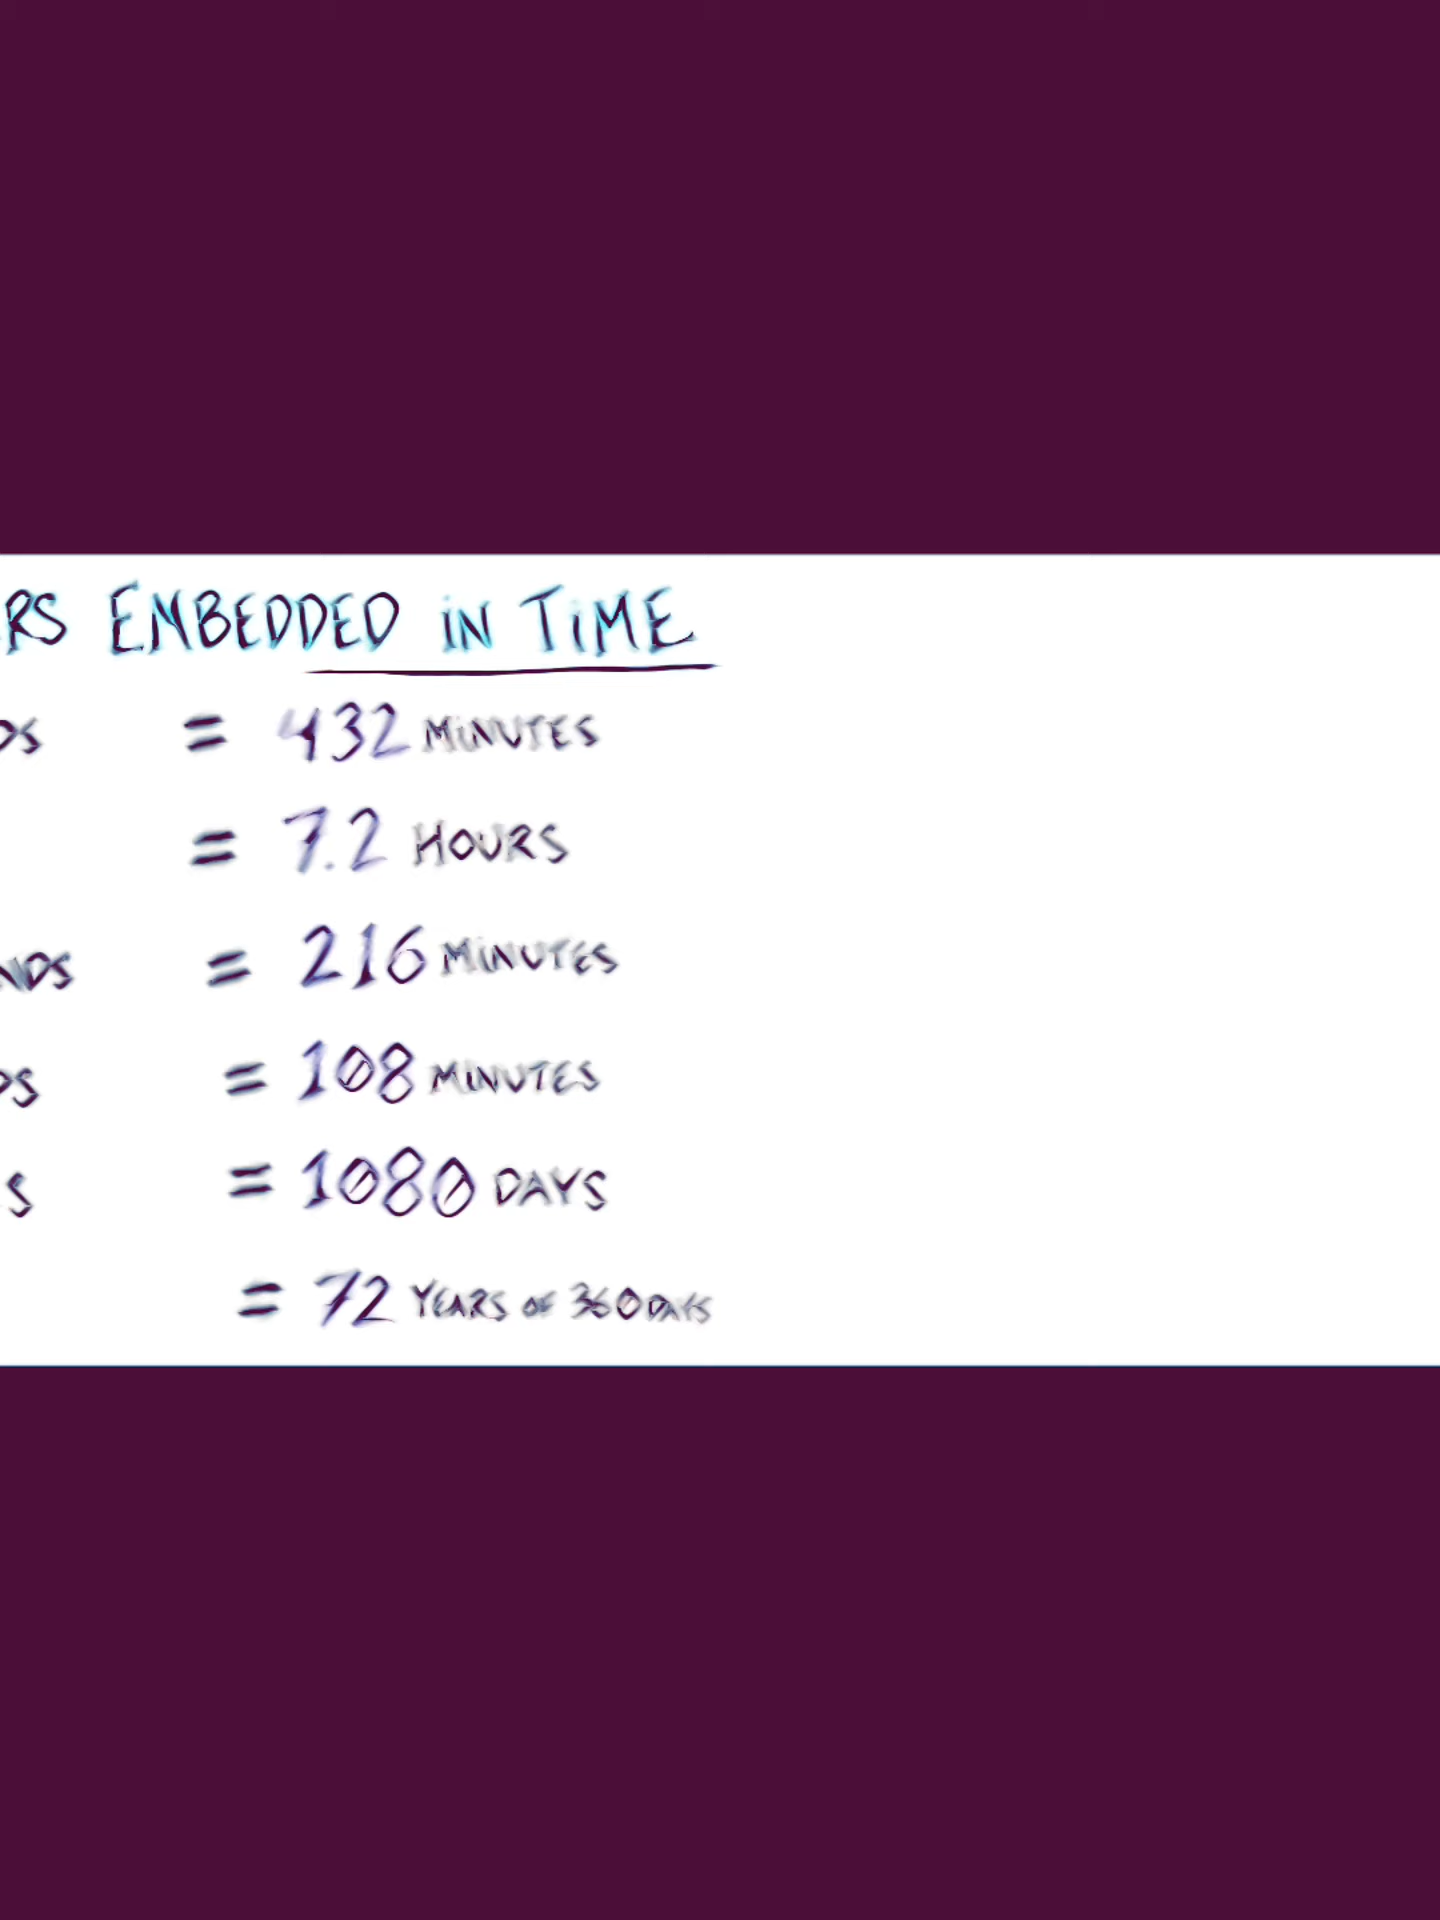 RS EMBEDDED IN TIME
DS = 432 MINUTES
= 7.2 HOURS
NDS = 216 MINUTES
DS = 108 MINUTES
S = 1080 DAYS
= 72 YEARS OF 360 DAYS